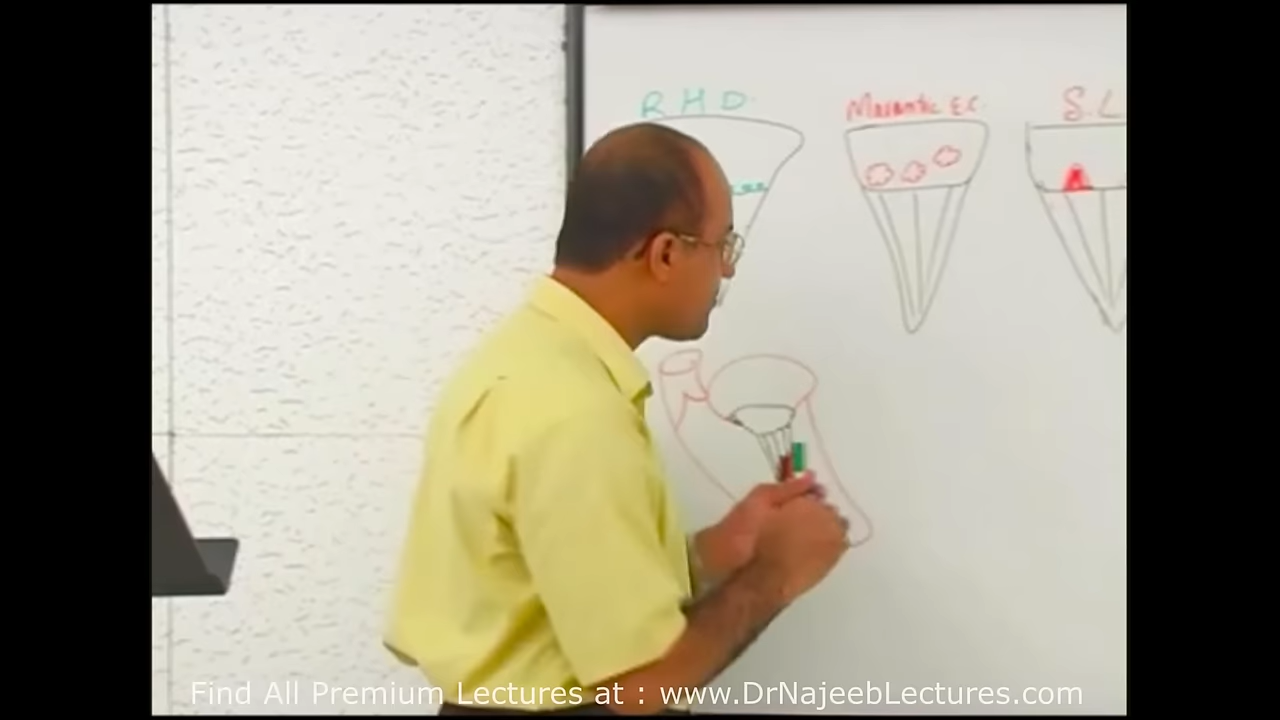 R H D
Marantic E.C
S. L
Find All Premium Lectures at : www.DrNajeebLectures.com